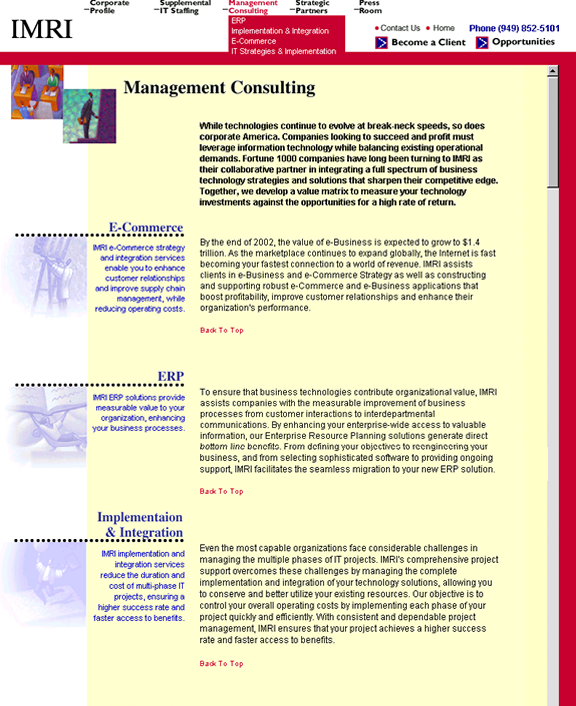 Corporate
Profile
Supplemental
IT Staffing
Management
Consulting
Strategic
Partners
Press
Room
IMRI
ERP
Implementation & Integration
E-Commerce
IT Strategies & Implementation
Contact Us
Home
Phone (949) 852-5101
Become a Client
Opportunities
Management Consulting
While technologies continue to evolve at break-neck speeds, so does
corporate America. Companies looking to succeed and profit must
leverage information technology while balancing existing operational
demands. Fortune 1000 companies have long been turning to IMRI as
their collaborative partner in integrating a full spectrum of business
technology strategies and solutions that sharpen their competitive edge.
Together, we develop a value matrix to measure your technology
investments against the opportunities for a high rate of return.
E-Commerce
IMRI e-Commerce strategy
and integration services
enable you to enhance
customer relationships
and improve supply chain
management, while
reducing operating costs.
By the end of 2002, the value of e-Business is expected to grow to $1.4
trillion. As the marketplace continues to expand globally, the Internet is fast
becoming your fastest connection to a world of revenue. IMRI assists
clients in e-Business and e-Commerce Strategy as well as constructing
and supporting robust e-Commerce and e-Business applications that
boost profitability, improve customer relationships and enhance their
organization's performance.
Back To Top
ERP
IMRI ERP solutions provide
measurable value to your
organization, enhancing
your business processes.
To ensure that business technologies contribute organizational value, IMRI
assists companies with the measurable improvement of business
processes from customer interactions to interdepartmental
communications. By enhancing your enterprise-wide access to valuable
information, our Enterprise Resource Planning solutions generate direct
bottom line benefits. From defining your objectives to reengineering your
business, and from selecting sophisticated software to providing ongoing
support, IMRI facilitates the seamless migration to your new ERP solution.
Back To Top
Implementaion
& Integration
IMRI implementation and
integration services
reduce the duration and
cost of multi-phase IT
projects, ensuring a
higher success rate and
faster access to benefits.
Even the most capable organizations face considerable challenges in
managing the multiple phases of IT projects. IMRI's comprehensive project
support overcomes these challenges by managing the complete
implementation and integration of your technology solutions, allowing you
to conserve and better utilize your existing resources. Our objective is to
control your overall operating costs by implementing each phase of your
project quickly and efficiently. With consistent and dependable project
management, IMRI ensures that your project achieves a higher success
rate and faster access to benefits.
Back To Top